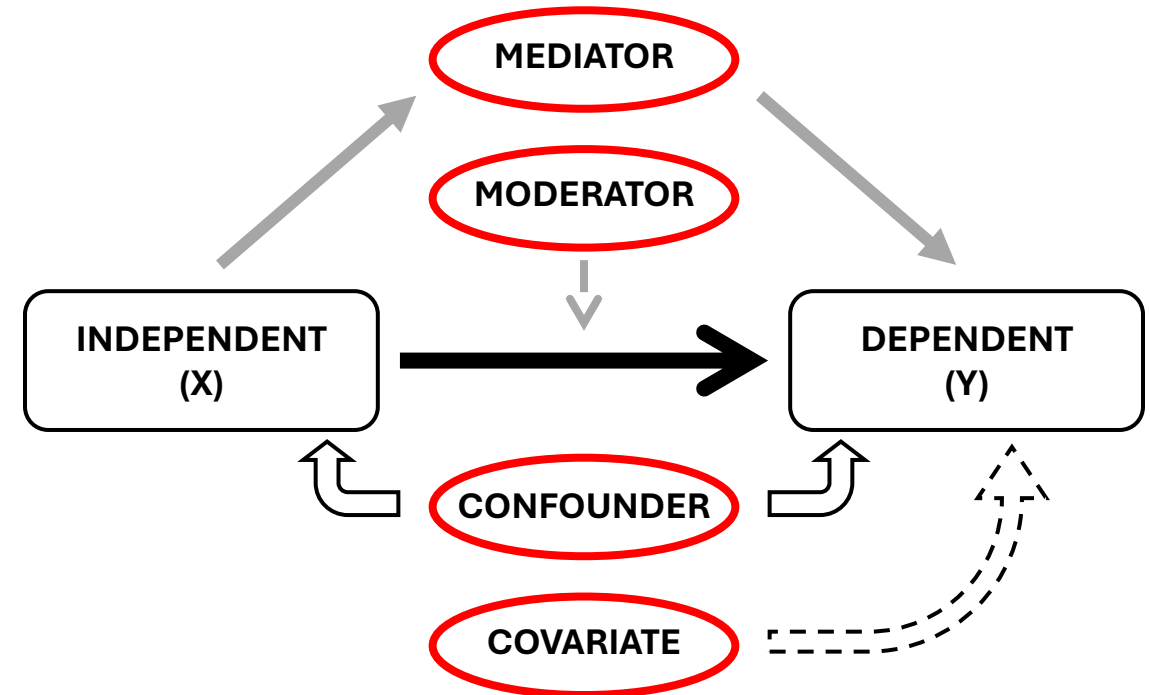 MEDIATOR
MODERATOR
INDEPENDENT
(X)
DEPENDENT
(Y)
CONFOUNDER
COVARIATE